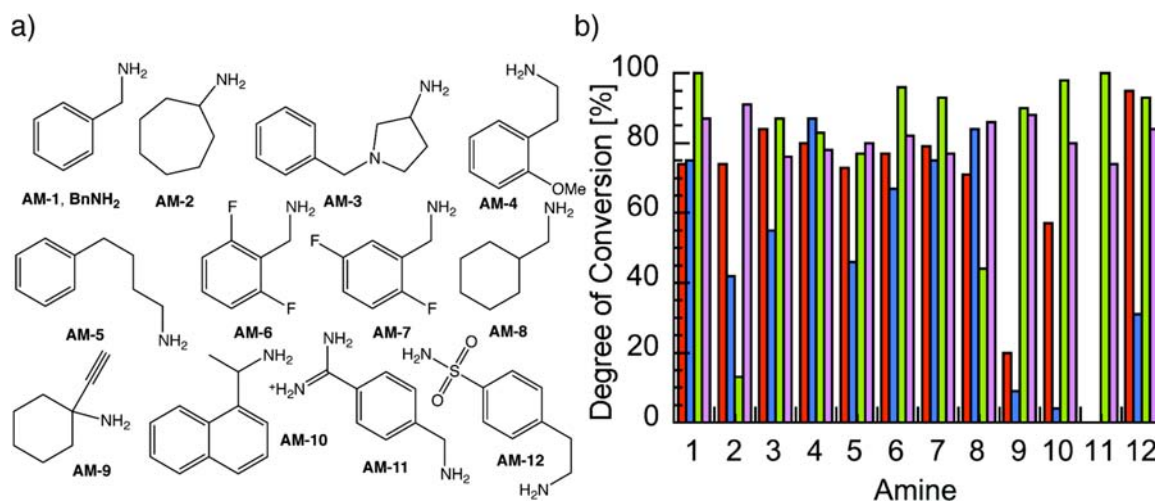 a)
NH₂
NH₂
NH₂
H₂N
N
OMe
AM-1, BnNH₂
AM-2
AM-3
AM-4
F
NH₂
F
NH₂
F
F
NH₂
NH₂
AM-5
AM-6
AM-7
AM-8
NH₂
AM-9
NH₂
AM-10
NH₂
⁺H₂N
AM-11
NH₂
H₂N
O
S
O
AM-12
H₂N
b)
Degree of Conversion [%]
100
80
60
40
20
0
1 2 3 4 5 6 7 8 9 10 11 12
Amine